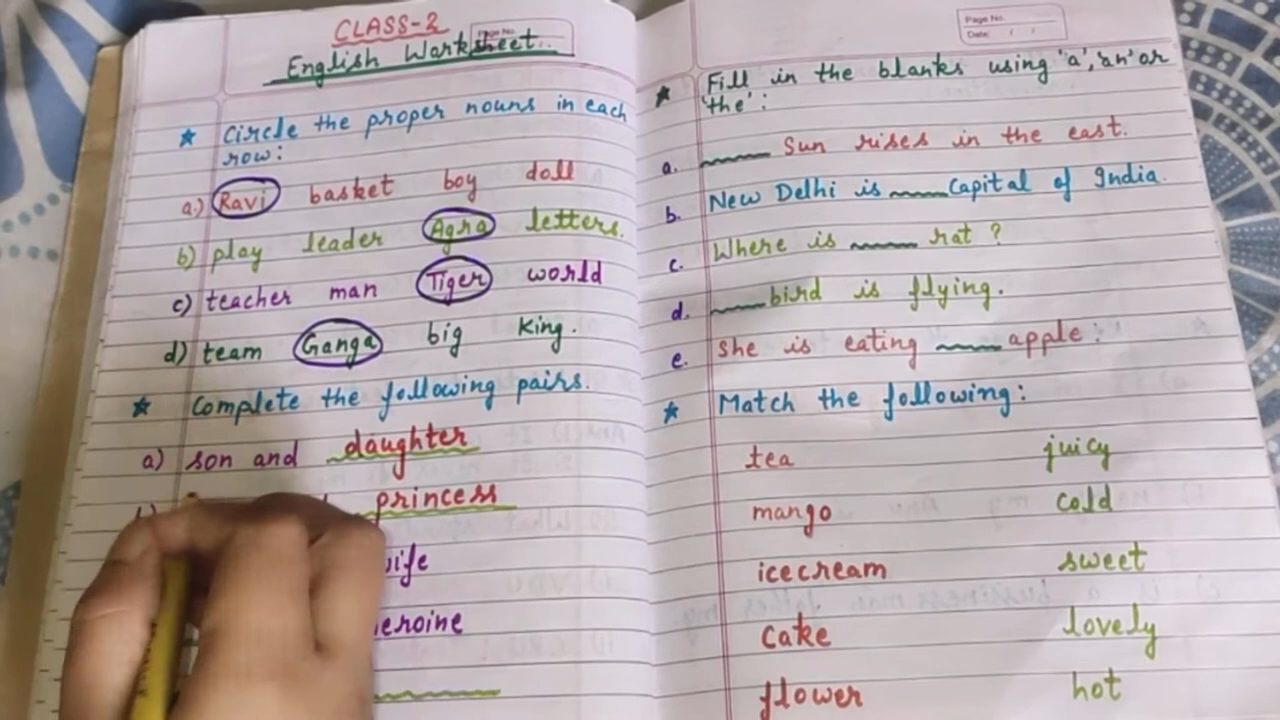 CLASS-2
English Worksheet..
★ Circle the proper nouns in each
row:
a.) Ravi basket boy doll
b) play leader Agra letters.
c) teacher man Tiger world
d) team Ganga big king.
★ Complete the following pairs.
a) son and daughter
princess
heroine
Page No.
Date: / /
★ Fill in the blanks using 'a', 'an' or
'the':
a. Sun rises in the east.
b. New Delhi is Capital of India.
c. Where is rat ?
d. bird is flying.
e. She is eating apple.
★ Match the following:
tea juicy
mango cold
icecream sweet
cake lovely
flower hot